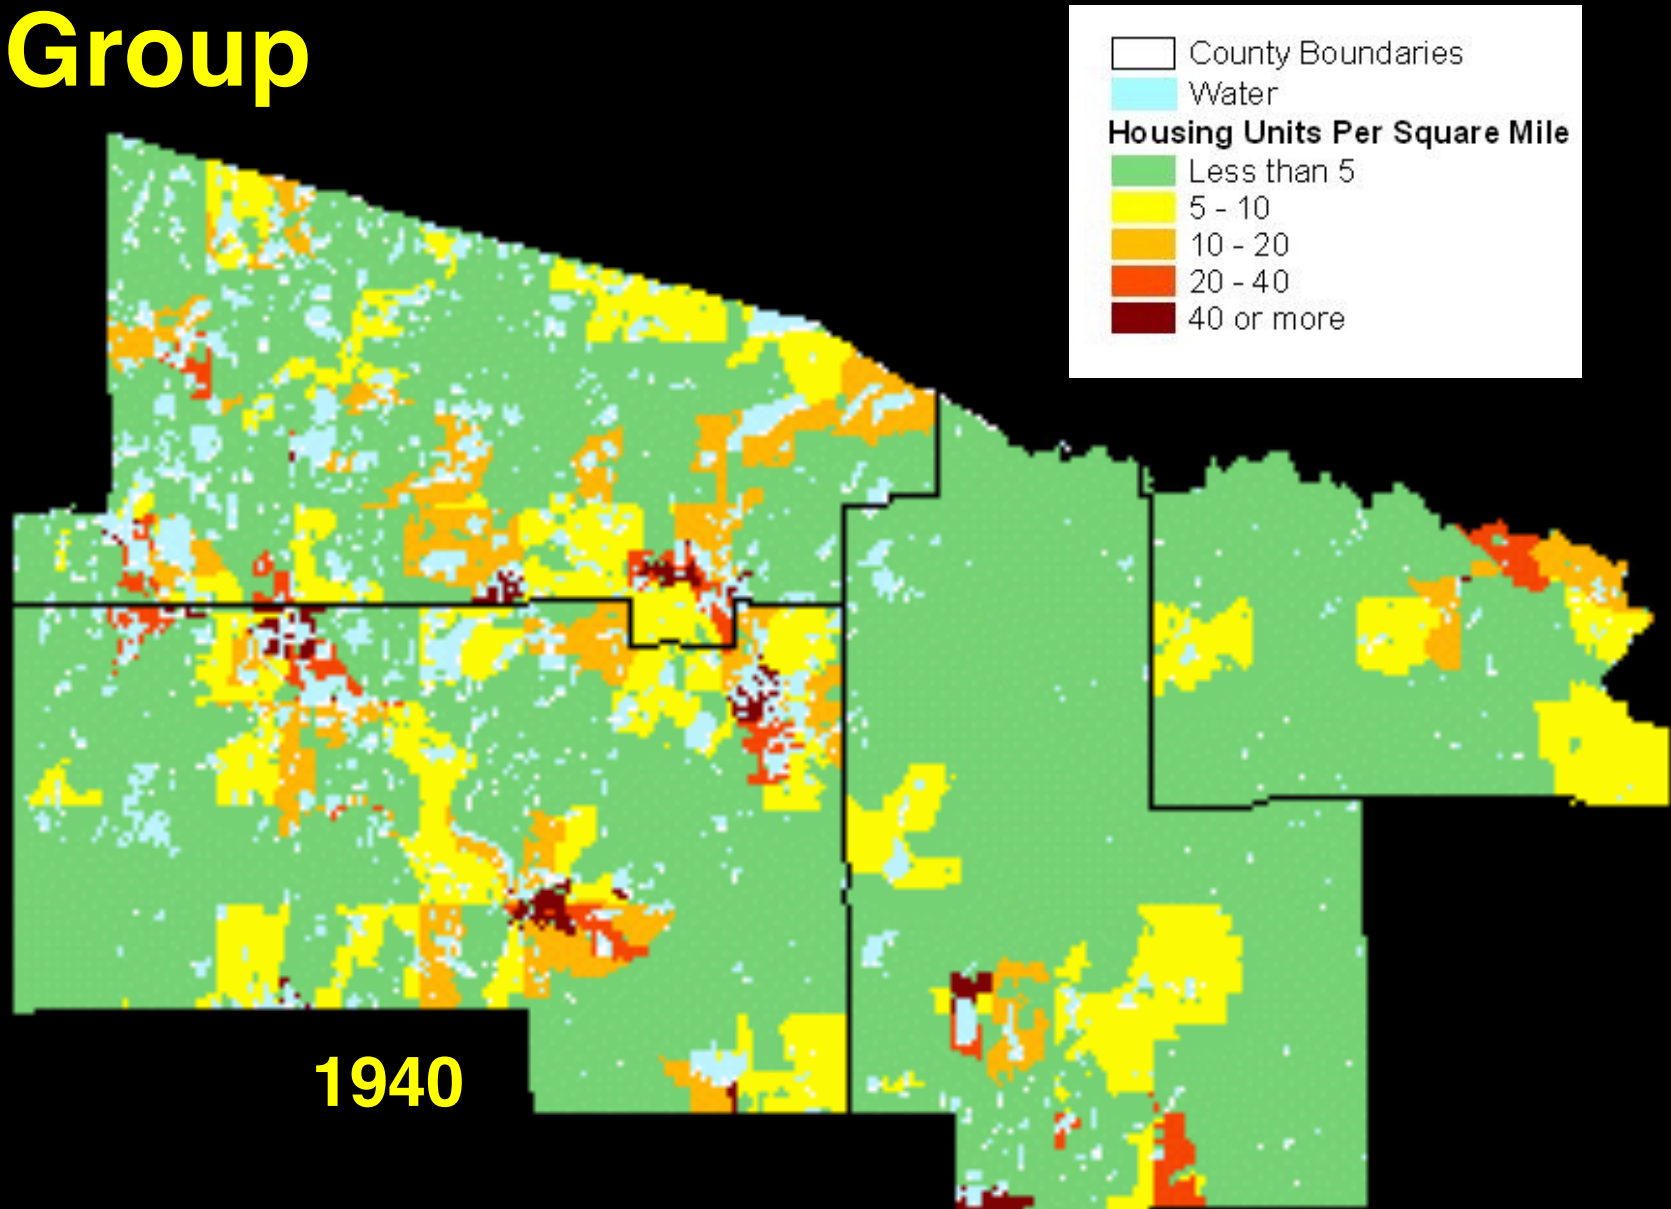 Group
County Boundaries
Water
Housing Units Per Square Mile
Less than 5
5 - 10
10 - 20
20 - 40
40 or more
1940